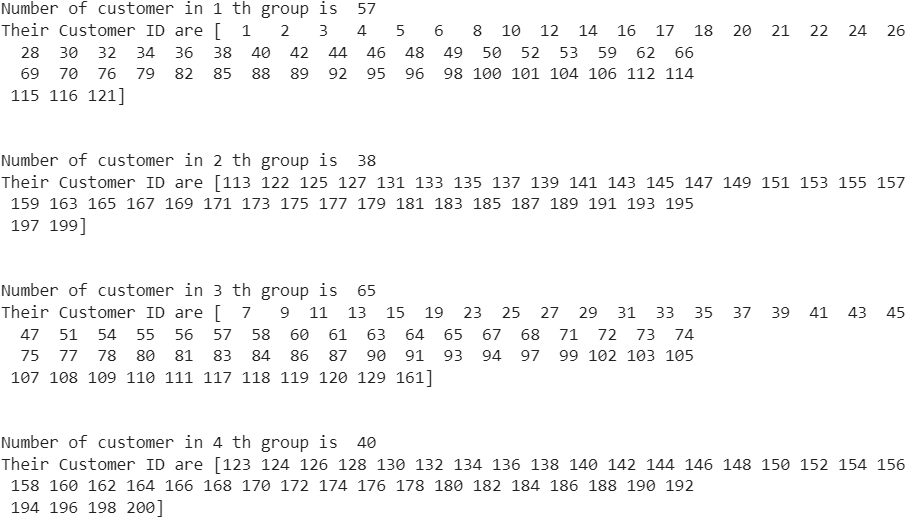 Number of customer in 1 th group is  57
Their Customer ID are [  1   2   3   4   5   6   8  10  12  14  16  17  18  20  21  22  24  26
  28  30  32  34  36  38  40  42  44  46  48  49  50  52  53  59  62  66
  69  70  76  79  82  85  88  89  92  95  96  98 100 101 104 106 112 114
 115 116 121]
Number of customer in 2 th group is  38
Their Customer ID are [113 122 125 127 131 133 135 137 139 141 143 145 147 149 151 153 155 157
 159 163 165 167 169 171 173 175 177 179 181 183 185 187 189 191 193 195
 197 199]
Number of customer in 3 th group is  65
Their Customer ID are [  7   9  11  13  15  19  23  25  27  29  31  33  35  37  39  41  43  45
  47  51  54  55  56  57  58  60  61  63  64  65  67  68  71  72  73  74
  75  77  78  80  81  83  84  86  87  90  91  93  94  97  99 102 103 105
 107 108 109 110 111 117 118 119 120 129 161]
Number of customer in 4 th group is  40
Their Customer ID are [123 124 126 128 130 132 134 136 138 140 142 144 146 148 150 152 154 156
 158 160 162 164 166 168 170 172 174 176 178 180 182 184 186 188 190 192
 194 196 198 200]